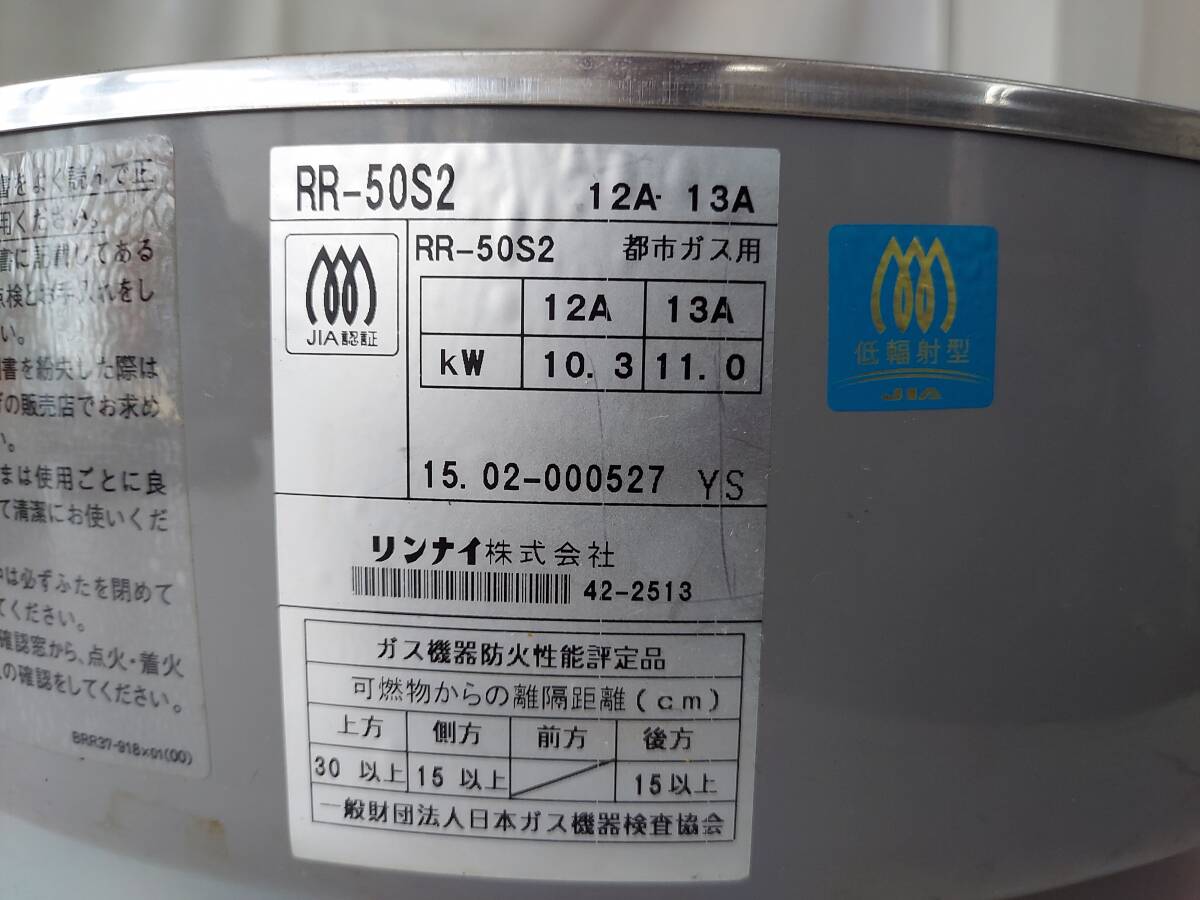 書をよく読んで正
用ください。
書に記載してある
点検とお手入れをし
い。
書を紛失した際は
の販売店でお求め
い。
まは使用ごとに良
て清潔にお使いくだ
は必ずふたを閉めて
てください。
確認窓から、点火・着火
の確認をしてください。
BRR37-918×01(00)
RR-50S2 12A・13A
JIA認証
RR-50S2 都市ガス用
12A 13A
kW 10.3 11.0
15.02-000527 YS
リンナイ株式会社
42-2513
ガス機器防火性能評定品
可燃物からの離隔距離(cm)
上方 側方 前方 後方
30 以上 15 以上 15以上
一般財団法人日本ガス機器検査協会
低輻射型
JIA